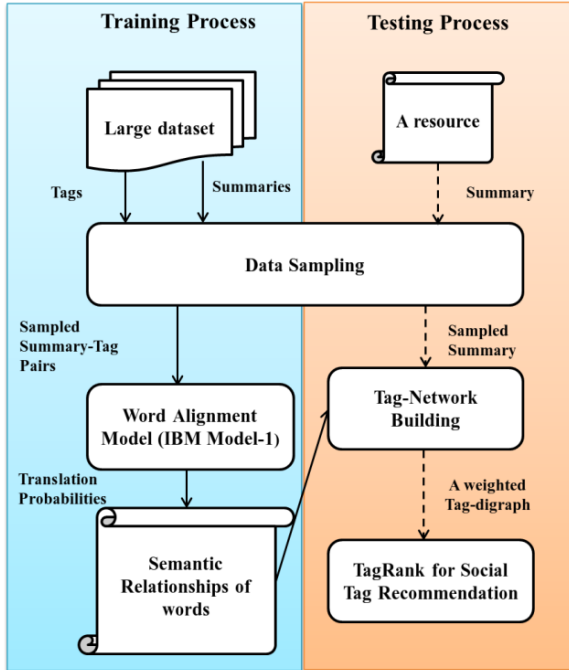 Training Process
Testing Process
Large dataset
A resource
Tags
Summaries
Summary
Data Sampling
Sampled
Summary-Tag
Pairs
Sampled
Summary
Word Alignment
Model (IBM Model-1)
Tag-Network
Building
Translation
Probabilities
A weighted
Tag-digraph
Semantic
Relationships of
words
TagRank for Social
Tag Recommendation